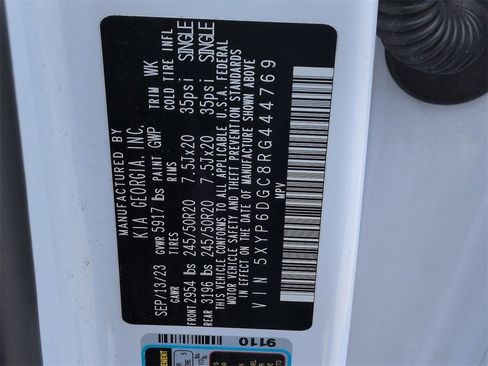 MANUFACTURED BY
KIA GEORGIA, INC.
SEP/13/23 GVWR 5917 lbs PAINT GWP TRIM WK
GAWR TIRES RIMS COLD TIRE INFL
FRONT 2954 lbs 245/50R20 7.5Jx20 35psi SINGLE
REAR 3196 lbs 245/50R20 7.5Jx20 35psi SINGLE
THIS VEHICLE CONFORMS TO ALL APPLICABLE U.S.A. FEDERAL
MOTOR VEHICLE SAFETY AND THEFT PREVENTION STANDARDS
IN EFFECT ON THE DATE OF MANUFACTURE SHOWN ABOVE.
VIN 5XYP6DGC8RG444769
MPV
9110